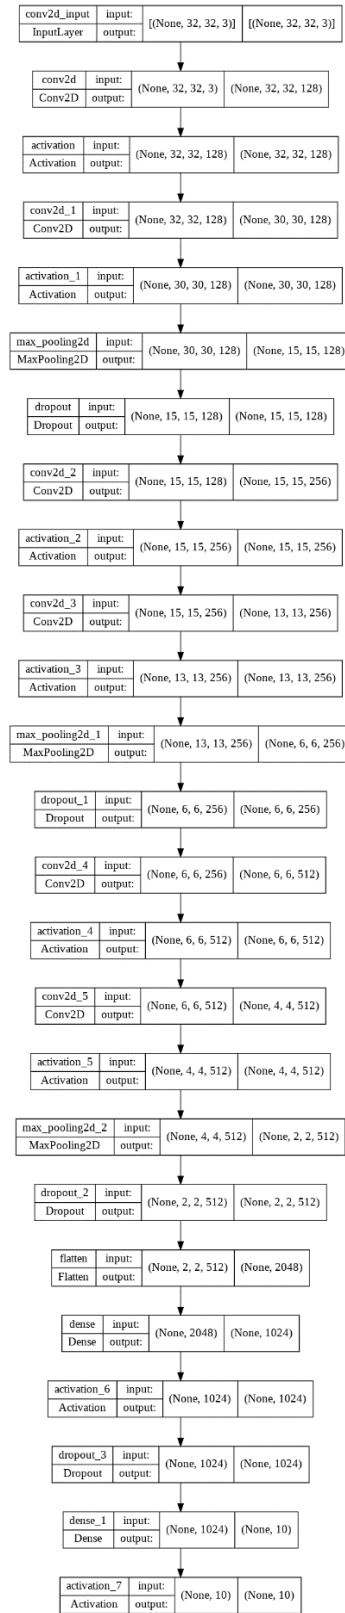 conv2d_input input: [(None, 32, 32, 3)] [(None, 32, 32, 3)]
InputLayer output:
conv2d input: (None, 32, 32, 3) (None, 32, 32, 128)
Conv2D output:
activation input: (None, 32, 32, 128) (None, 32, 32, 128)
Activation output:
conv2d_1 input: (None, 32, 32, 128) (None, 30, 30, 128)
Conv2D output:
activation_1 input: (None, 30, 30, 128) (None, 30, 30, 128)
Activation output:
max_pooling2d input: (None, 30, 30, 128) (None, 15, 15, 128)
MaxPooling2D output:
dropout input: (None, 15, 15, 128) (None, 15, 15, 128)
Dropout output:
conv2d_2 input: (None, 15, 15, 128) (None, 15, 15, 256)
Conv2D output:
activation_2 input: (None, 15, 15, 256) (None, 15, 15, 256)
Activation output:
conv2d_3 input: (None, 15, 15, 256) (None, 13, 13, 256)
Conv2D output:
activation_3 input: (None, 13, 13, 256) (None, 13, 13, 256)
Activation output:
max_pooling2d_1 input: (None, 13, 13, 256) (None, 6, 6, 256)
MaxPooling2D output:
dropout_1 input: (None, 6, 6, 256) (None, 6, 6, 256)
Dropout output:
conv2d_4 input: (None, 6, 6, 256) (None, 6, 6, 512)
Conv2D output:
activation_4 input: (None, 6, 6, 512) (None, 6, 6, 512)
Activation output:
conv2d_5 input: (None, 6, 6, 512) (None, 4, 4, 512)
Conv2D output:
activation_5 input: (None, 4, 4, 512) (None, 4, 4, 512)
Activation output:
max_pooling2d_2 input: (None, 4, 4, 512) (None, 2, 2, 512)
MaxPooling2D output:
dropout_2 input: (None, 2, 2, 512) (None, 2, 2, 512)
Dropout output:
flatten input: (None, 2, 2, 512) (None, 2048)
Flatten output:
dense input: (None, 2048) (None, 1024)
Dense output:
activation_6 input: (None, 1024) (None, 1024)
Activation output:
dropout_3 input: (None, 1024) (None, 1024)
Dropout output:
dense_1 input: (None, 1024) (None, 10)
Dense output:
activation_7 input: (None, 10) (None, 10)
Activation output: